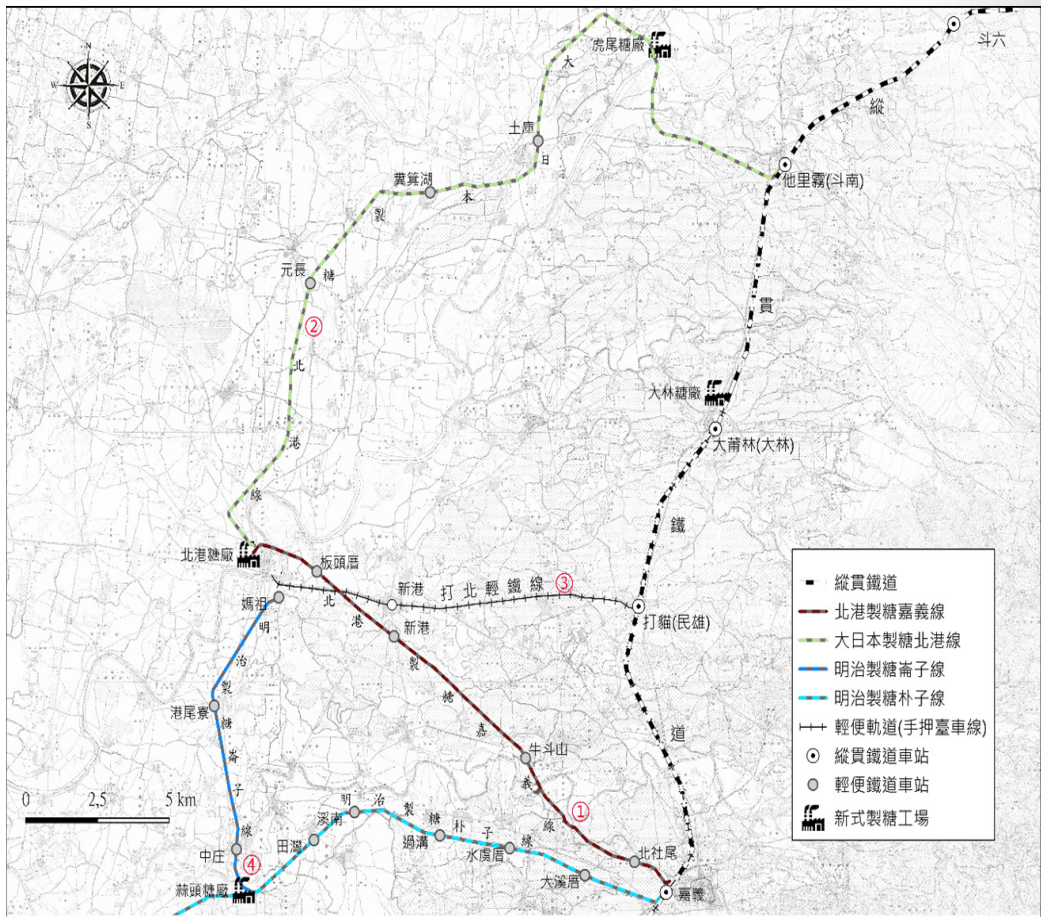 N
W
E
S
虎尾糖廠
斗六
縱
大
土庫
日
他里霧(斗南)
糞箕湖
本
製
元長
糖
貫
②
北
大林糖廠
大莆林(大林)
港
線
鐵
北港糖廠
板頭厝
新港
打北輕鐵線
③
媽祖
北
打貓(民雄)
明
港
新港
治
製
製
糖
港尾寮
糖
嘉
道
崙
牛斗山
子
義
0
2.5
5 km
明
治
製
糖
溪南
線
朴
①
過溝
子
線
田灣
線
中庄
水虞厝
北社尾
④
大溪厝
蒜頭糖廠
嘉義
縱貫鐵道
北港製糖嘉義線
大日本製糖北港線
明治製糖崙子線
明治製糖朴子線
輕便軌道(手押臺車線)
縱貫鐵道車站
輕便鐵道車站
新式製糖工場